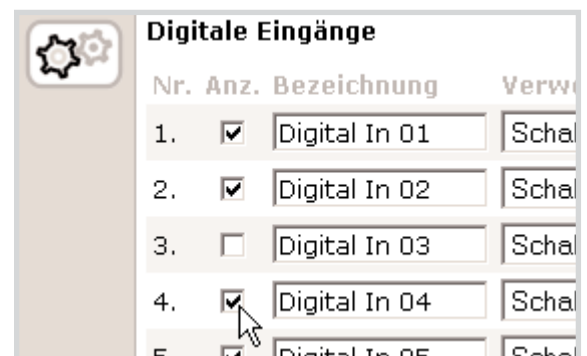 Digitale Eingänge
Nr. Anz. Bezeichnung
1. Digital In 01
2. Digital In 02
3. Digital In 03
4. Digital In 04